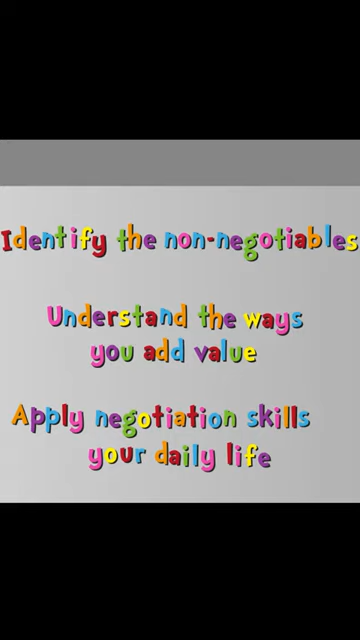 Identify the non-negotiables
Understand the ways
you add value
Apply negotiation skills
your daily life